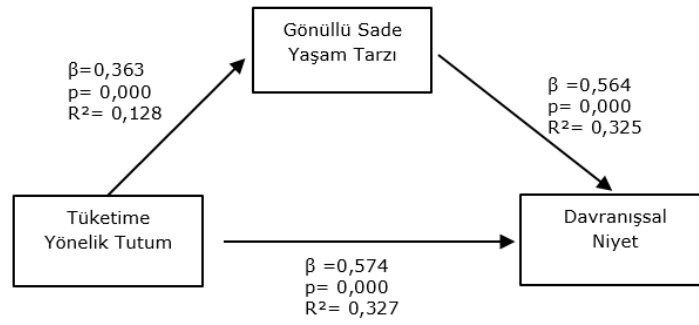 Gönüllü Sade
Yaşam Tarzı
β=0,363
p= 0,000
R²= 0,128
β =0,564
p= 0,000
R²= 0,325
Tüketime
Yönelik Tutum
Davranışsal
Niyet
β =0,574
p= 0,000
R²= 0,327